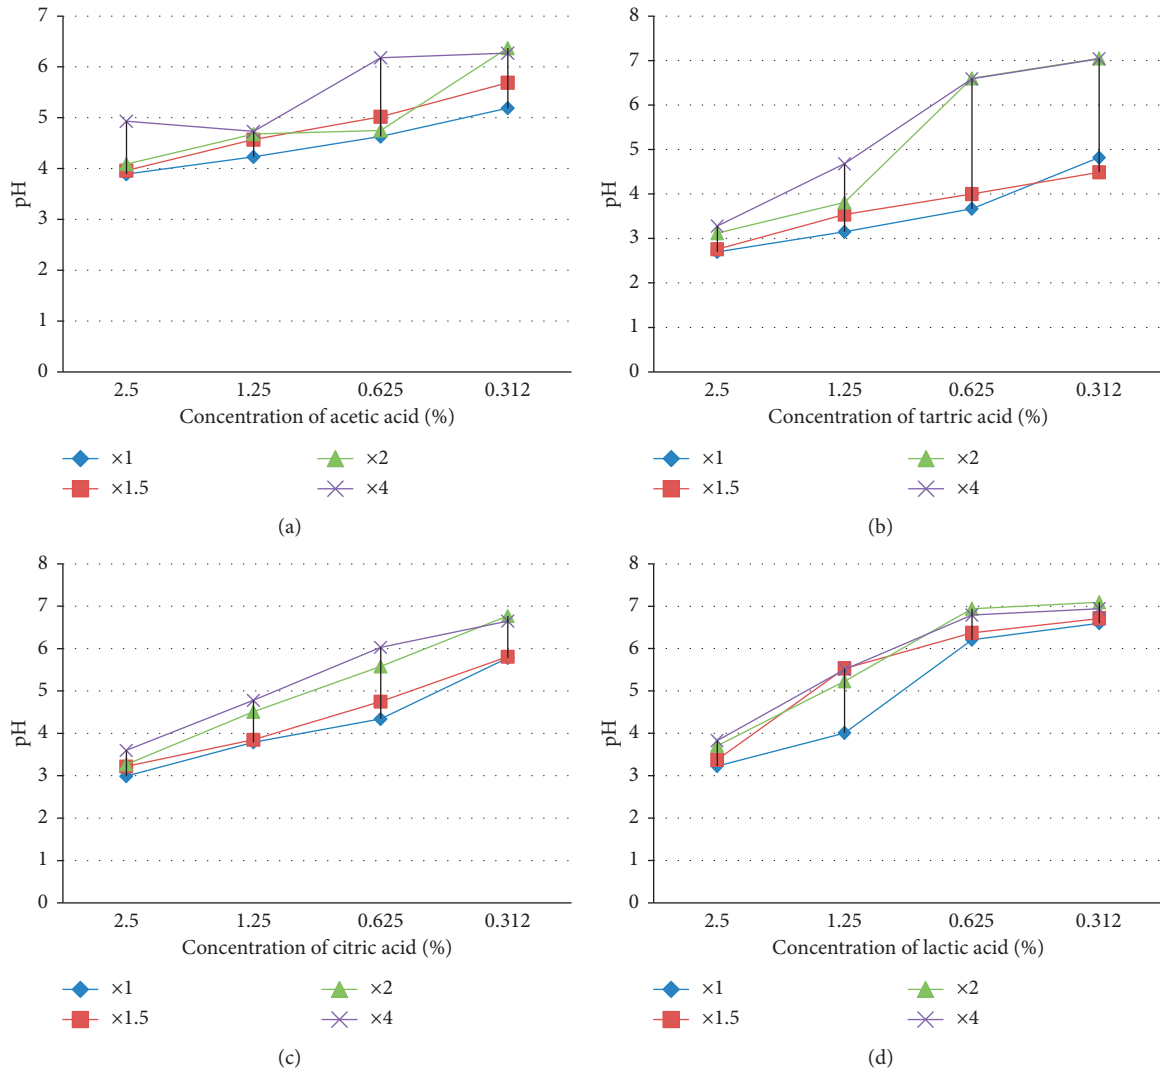 7
6
5
4
3
2
1
0
pH
2.5 1.25 0.625 0.312
Concentration of acetic acid (%)
×1 ×2
×1.5 ×4
(a)
8
7
6
5
4
3
2
1
0
pH
2.5 1.25 0.625 0.312
Concentration of tartric acid (%)
×1 ×2
×1.5 ×4
(b)
8
7
6
5
4
3
2
1
0
pH
2.5 1.25 0.625 0.312
Concentration of citric acid (%)
×1 ×2
×1.5 ×4
(c)
8
7
6
5
4
3
2
1
0
pH
2.5 1.25 0.625 0.312
Concentration of lactic acid (%)
×1 ×2
×1.5 ×4
(d)